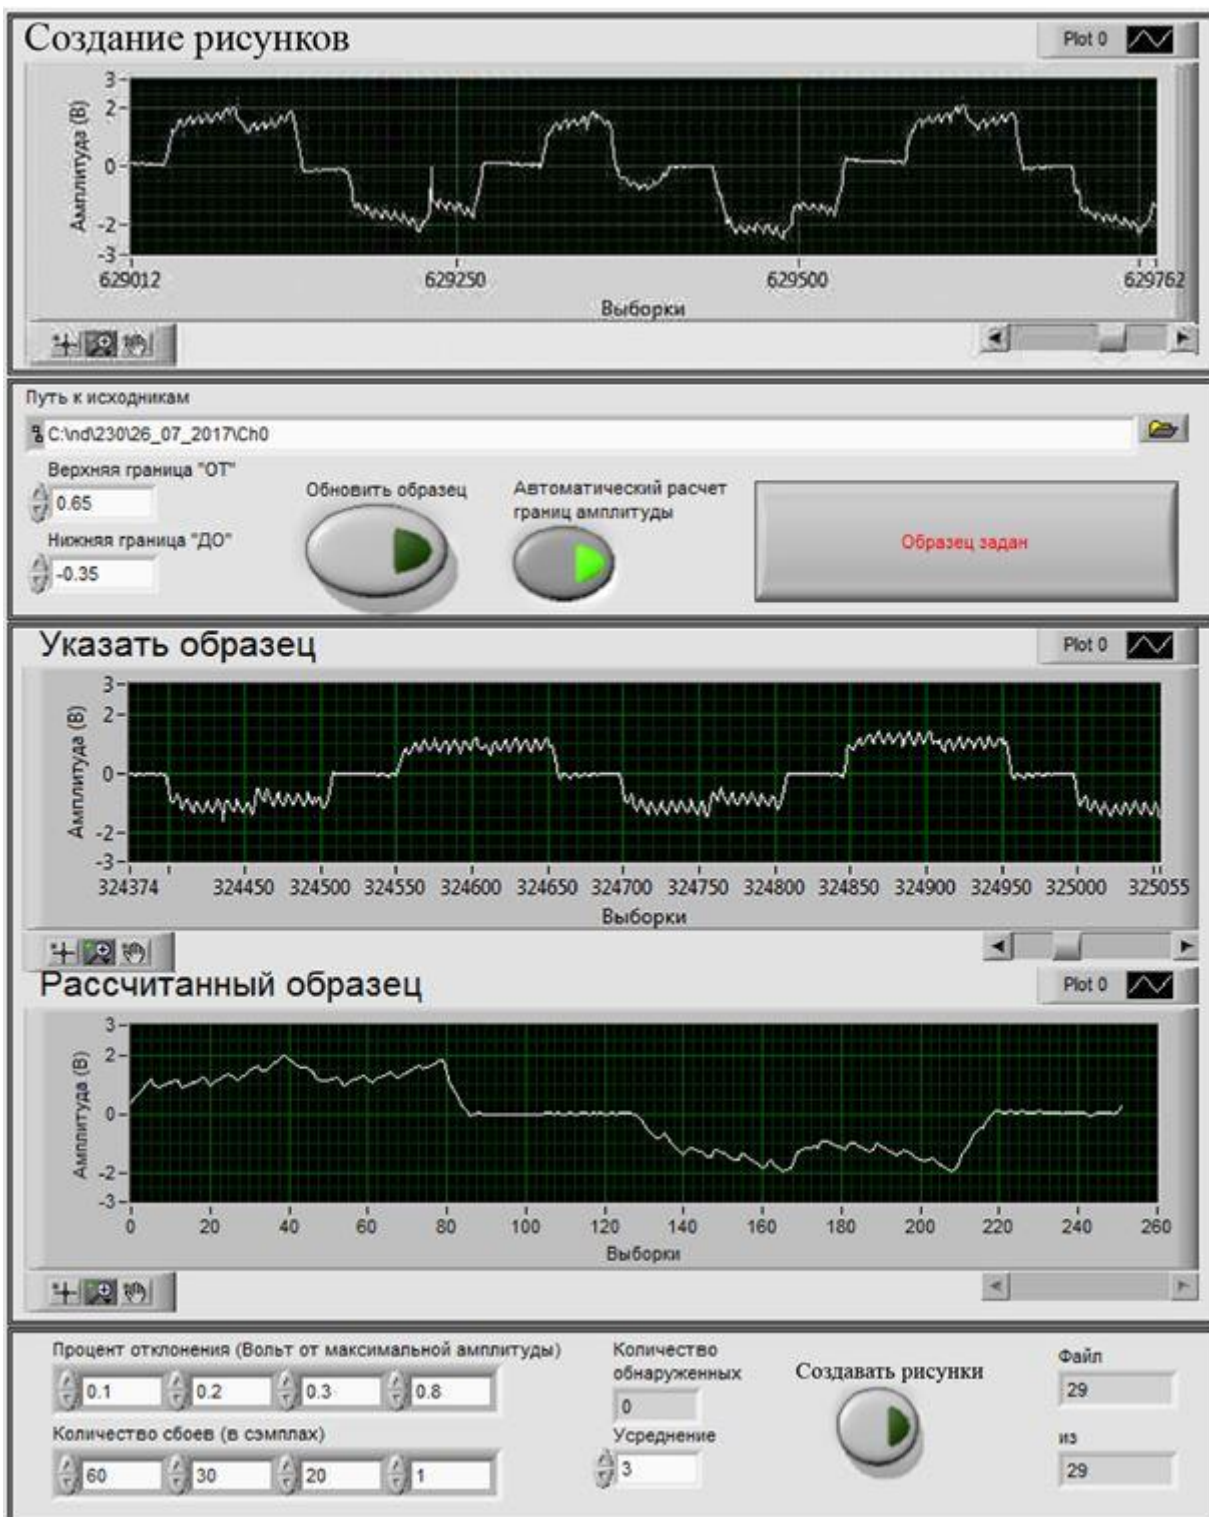 Создание рисунков
Plot 0
3
2
0
-2
-3
Амплитуда (В)
629012 629250 629500 629762
Выборки
Путь к исходникам
C:\nd\230\26_07_2017\Ch0
Верхняя граница "ОТ"
0.65
Нижняя граница "ДО"
-0.35
Обновить образец
Автоматический расчет
границ амплитуды
Образец задан
Указать образец
Plot 0
3
2
0
-2
-3
Амплитуда (В)
324374 324450 324500 324550 324600 324650 324700 324750 324800 324850 324900 324950 325000 325055
Выборки
Рассчитанный образец
Plot 0
3
2
0
-2
-3
Амплитуда (В)
0 20 40 60 80 100 120 140 160 180 200 220 240 260
Выборки
Процент отклонения (Вольт от максимальной амплитуды)
0.1 0.2 0.3 0.8
Количество сбоев (в сэмплах)
60 30 20 1
Количество
обнаруженных
0
Усреднение
3
Создавать рисунки
Файл
29
из
29